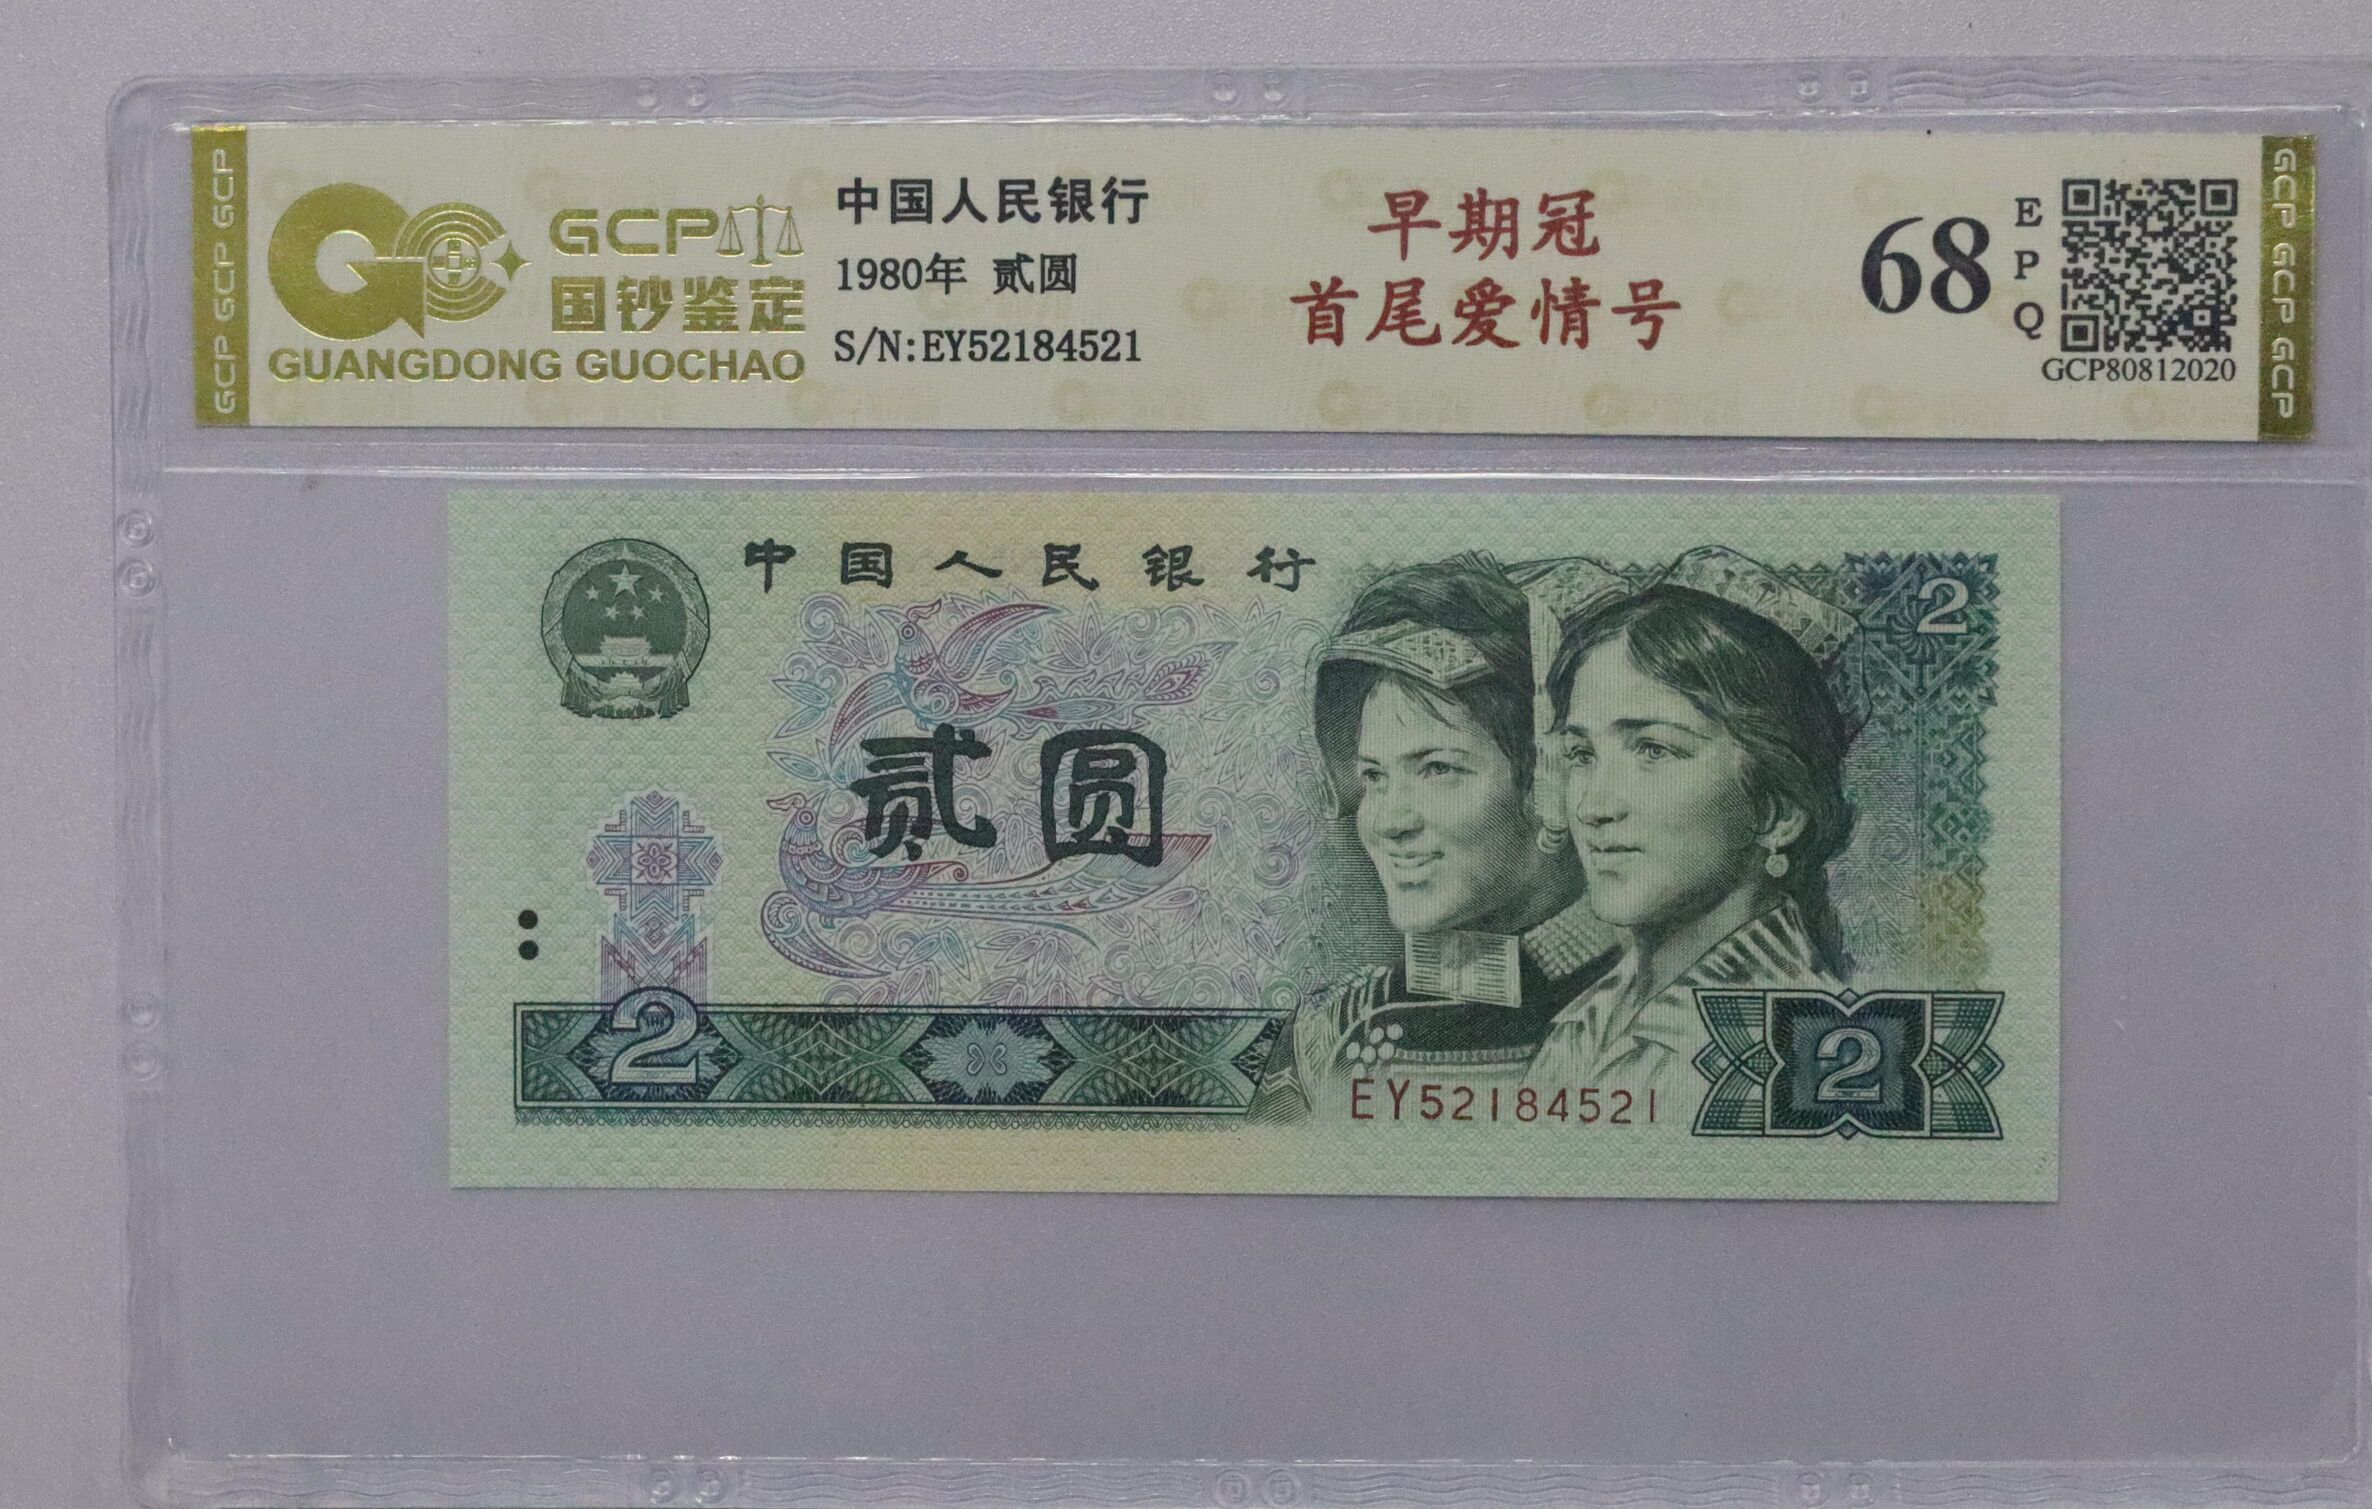 GCP GCP GCP
GCP
国钞鉴定
GUANGDONG GUOCHAO
中国人民银行
1980年 贰圆
S/N:EY52184521
早期冠
首尾爱情号
68
E
P
Q
GCP80812020
GCP GCP GCP
中国人民银行
2
贰圆
2
EY52184521
2